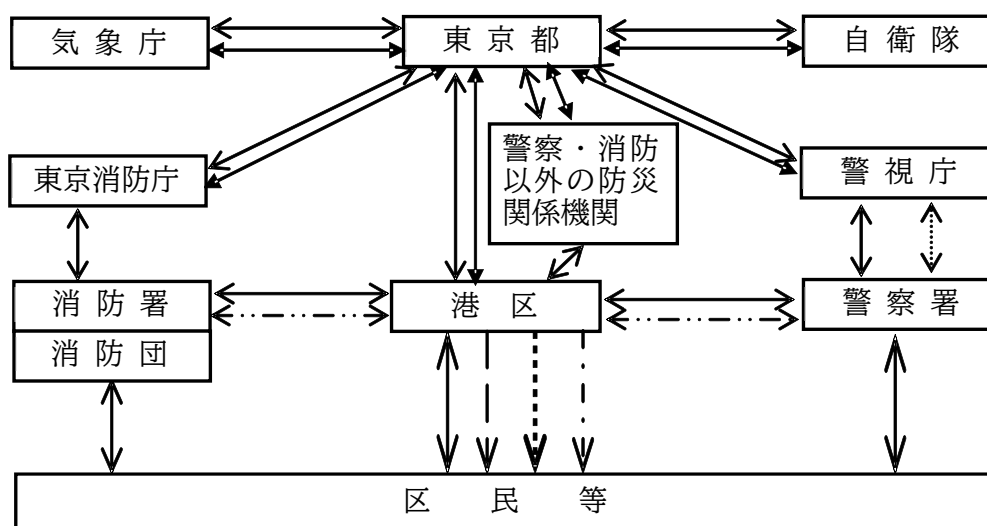 気象庁
東京都
自衛隊
東京消防庁
警察・消防
以外の防災
関係機関
警視庁
消防署
港区
警察署
消防団
区民等